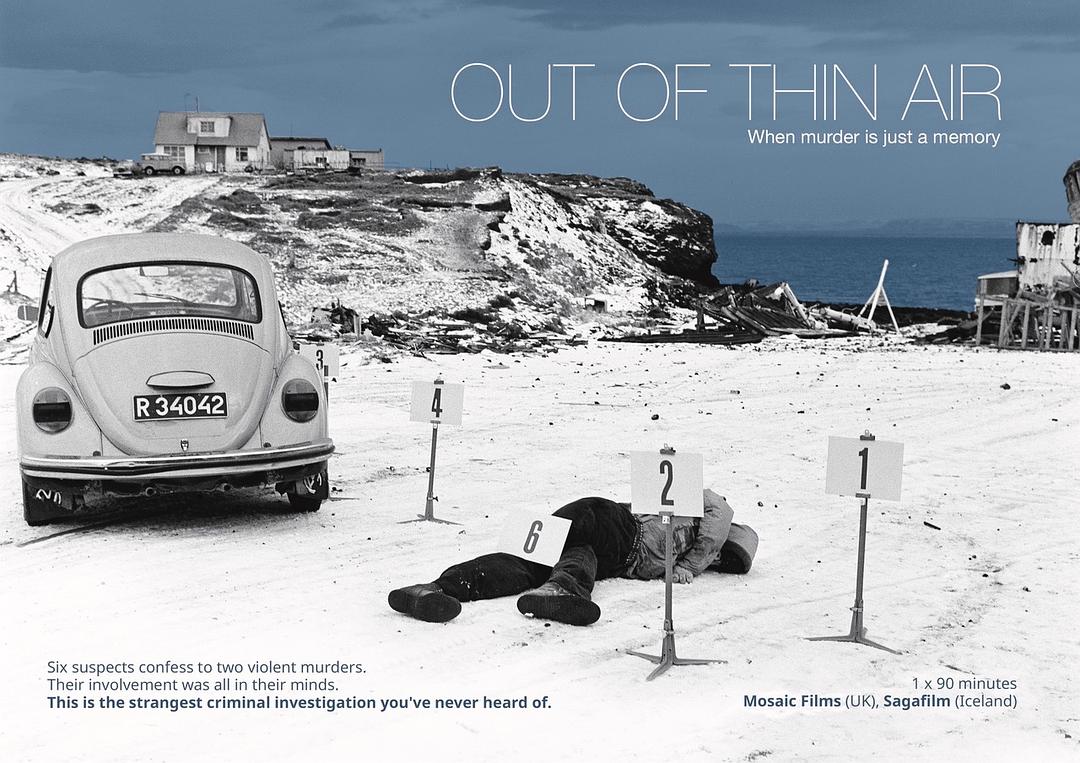 OUT OF THIN AIR
When murder is just a memory
3
4
R 34042
2
1
6
Six suspects confess to two violent murders.
Their involvement was all in their minds.
This is the strangest criminal investigation you've never heard of.
1 x 90 minutes
Mosaic Films (UK), Sagafilm (Iceland)